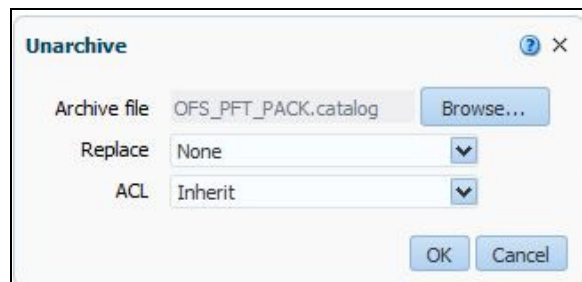 Unarchive
Archive file OFS_PFT_PACK.catalog Browse...
Replace None
ACL Inherit
OK Cancel